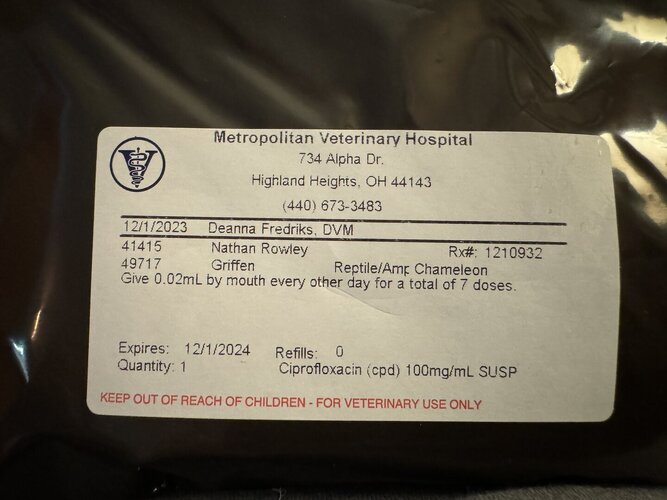 Metropolitan Veterinary Hospital
734 Alpha Dr.
Highland Heights, OH 44143
(440) 673-3483
12/1/2023 Deanna Fredriks, DVM
41415 Nathan Rowley Rx#: 1210932
49717 Griffen Reptile/Amp Chameleon
Give 0.02mL by mouth every other day for a total of 7 doses.
Expires: 12/1/2024 Refills: 0
Quantity: 1 Ciprofloxacin (cpd) 100mg/mL SUSP
KEEP OUT OF REACH OF CHILDREN - FOR VETERINARY USE ONLY